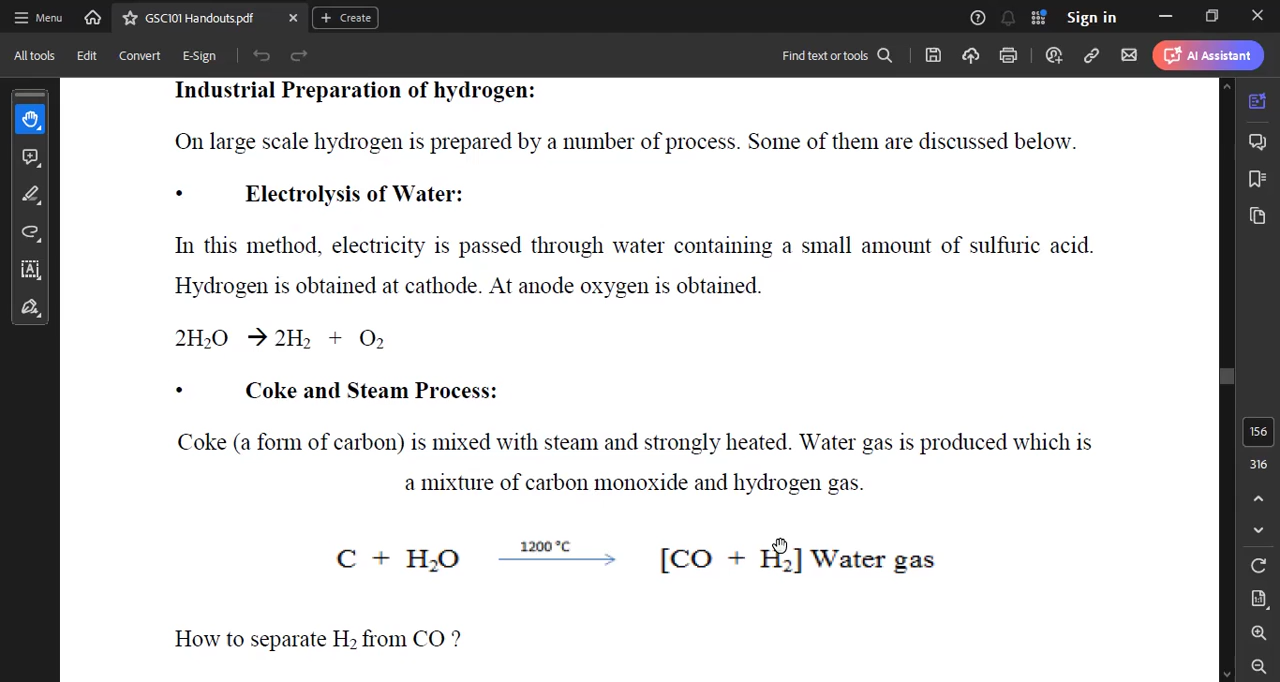 Menu
GSC101 Handouts.pdf
Create
Sign in
All tools Edit Convert E-Sign
Find text or tools
AI Assistant
Industrial Preparation of hydrogen:
On large scale hydrogen is prepared by a number of process. Some of them are discussed below.
• Electrolysis of Water:
In this method, electricity is passed through water containing a small amount of sulfuric acid.
Hydrogen is obtained at cathode. At anode oxygen is obtained.
2H₂O → 2H₂ + O₂
• Coke and Steam Process:
Coke (a form of carbon) is mixed with steam and strongly heated. Water gas is produced which is
a mixture of carbon monoxide and hydrogen gas.
1200 °C
C + H₂O → [CO + H₂] Water gas
How to separate H₂ from CO ?
156
316
1:1